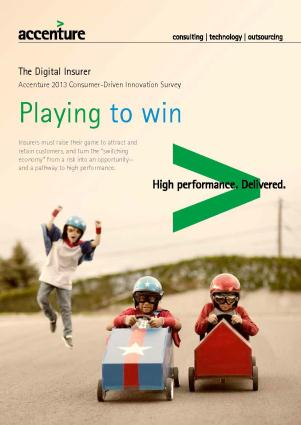 accenture
consulting | technology | outsourcing
The Digital Insurer
Accenture 2013 Consumer-Driven Innovation Survey
Playing to win
Insurers must raise their game to attract and
retain customers, and turn the "switching
economy" from a risk into an opportunity—
and a pathway to high performance.
High performance. Delivered.